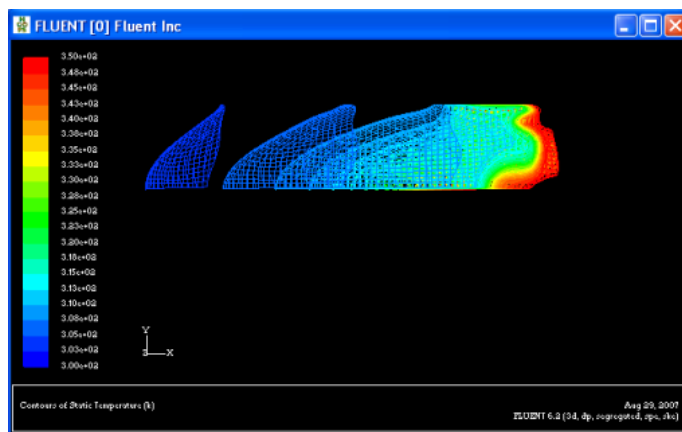 FLUENT [0] Fluent Inc
3.50e+02
3.48e+02
3.45e+02
3.43e+02
3.40e+02
3.38e+02
3.35e+02
3.33e+02
3.30e+02
3.28e+02
3.25e+02
3.23e+02
3.20e+02
3.18e+02
3.15e+02
3.13e+02
3.10e+02
3.08e+02
3.05e+02
3.03e+02
3.00e+02
Y
Z X
Contours of Static Temperature (k)
Aug 29, 2007
FLUENT 6.2 (3d, dp, segregated, spe, ske)